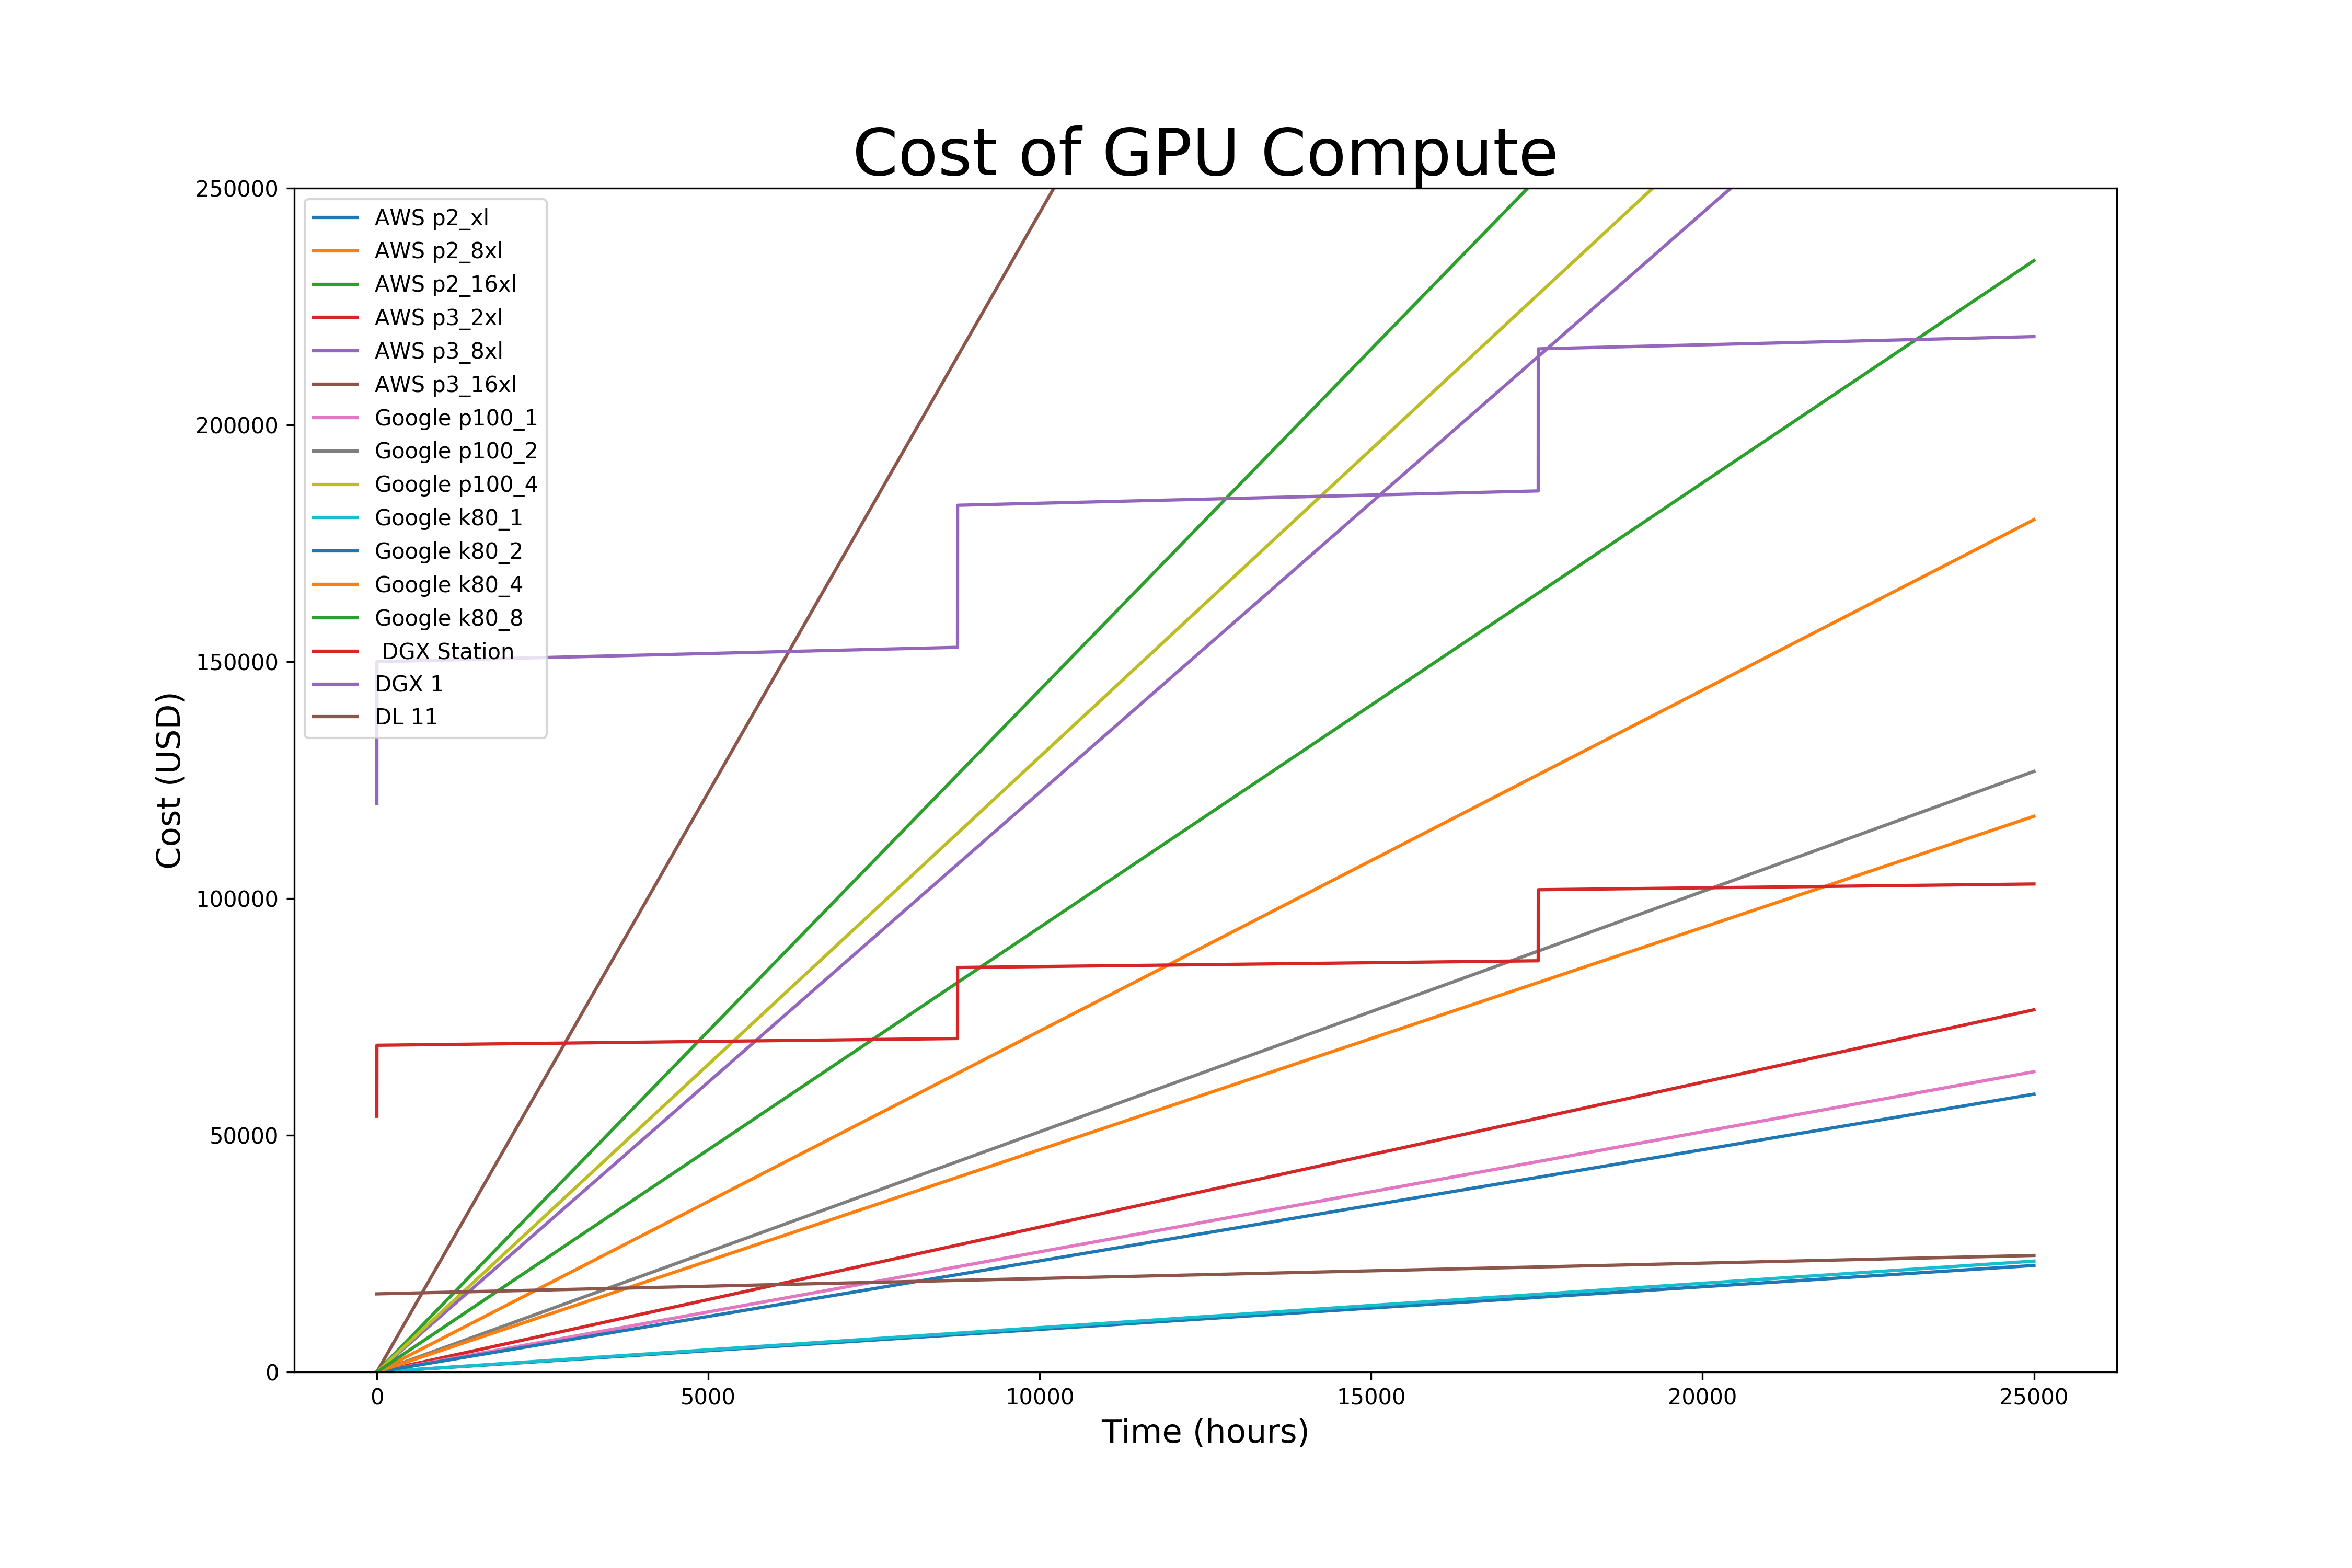 Cost of GPU Compute
250000
200000
150000
100000
50000
0
Cost (USD)
AWS p2_xl
AWS p2_8xl
AWS p2_16xl
AWS p3_2xl
AWS p3_8xl
AWS p3_16xl
Google p100_1
Google p100_2
Google p100_4
Google k80_1
Google k80_2
Google k80_4
Google k80_8
DGX Station
DGX 1
DL 11
0 5000 10000 15000 20000 25000
Time (hours)